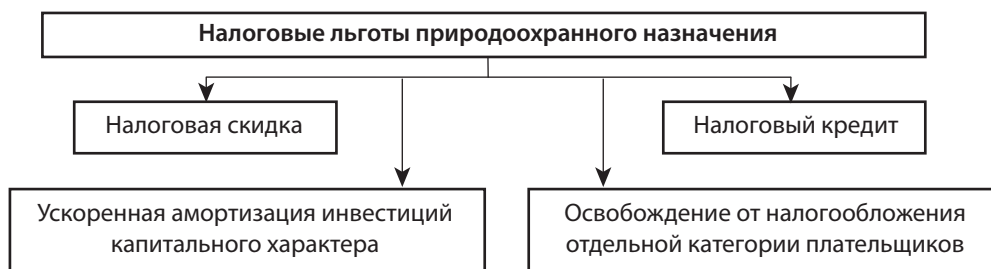 Налоговые льготы природоохранного назначения
Налоговая скидка
Налоговый кредит
Ускоренная амортизация инвестиций
капитального характера
Освобождение от налогообложения
отдельной категории плательщиков